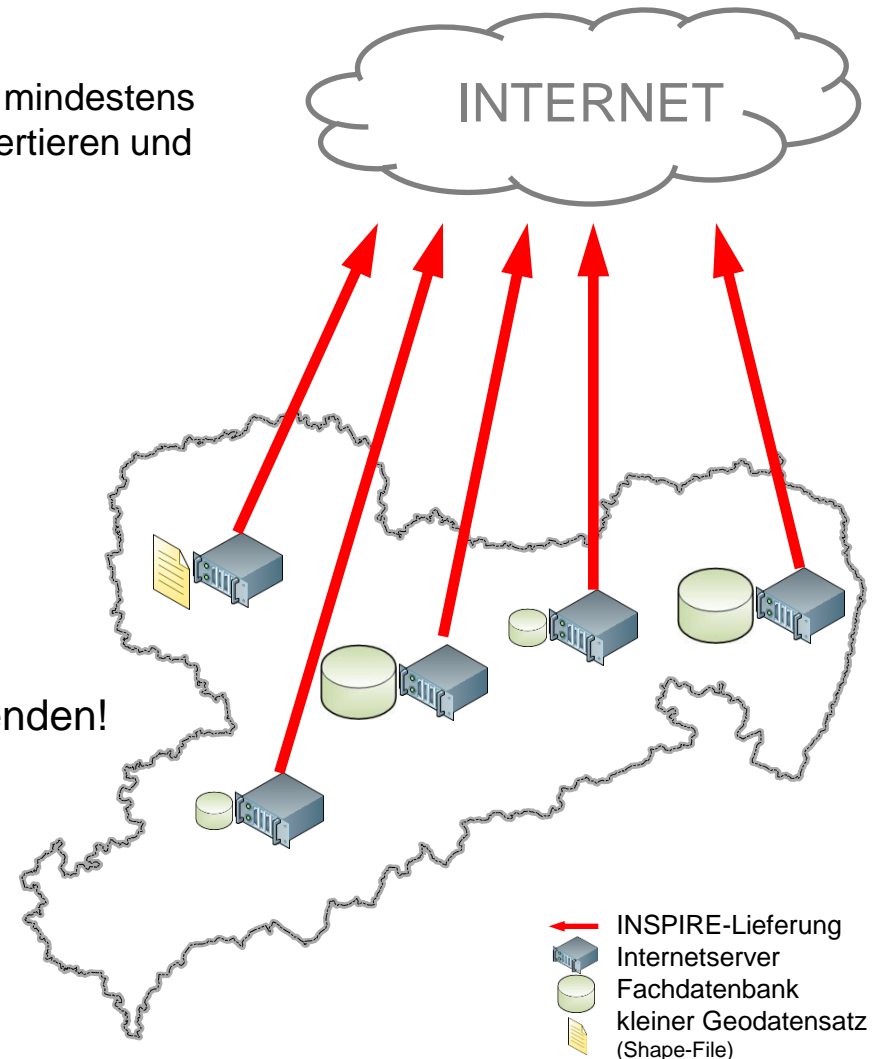 mindestens
INTERNET
ertieren und
enden!
INSPIRE-Lieferung
Internetserver
Fachdatenbank
kleiner Geodatensatz
(Shape-File)